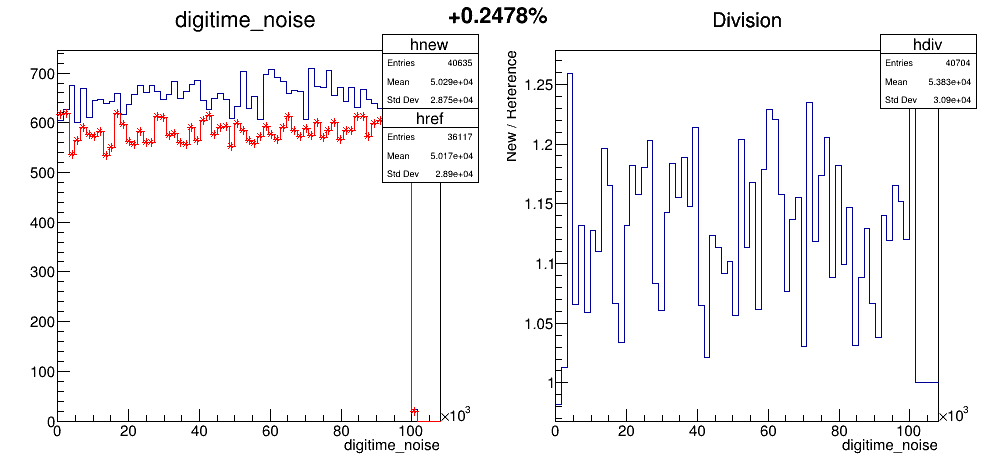 +0.2478%
digitime_noise
hnew
Entries 40635
Mean 5.029e+04
Std Dev 2.875e+04
href
Entries 36117
Mean 5.017e+04
Std Dev 2.89e+04
700
600
500
400
300
200
100
0
0 20 40 60 80 100
×10³
digitime_noise
Division
hdiv
Entries 40704
Mean 5.383e+04
Std Dev 3.09e+04
New / Reference
1.25
1.2
1.15
1.1
1.05
1
0 20 40 60 80 100
×10³
digitime_noise